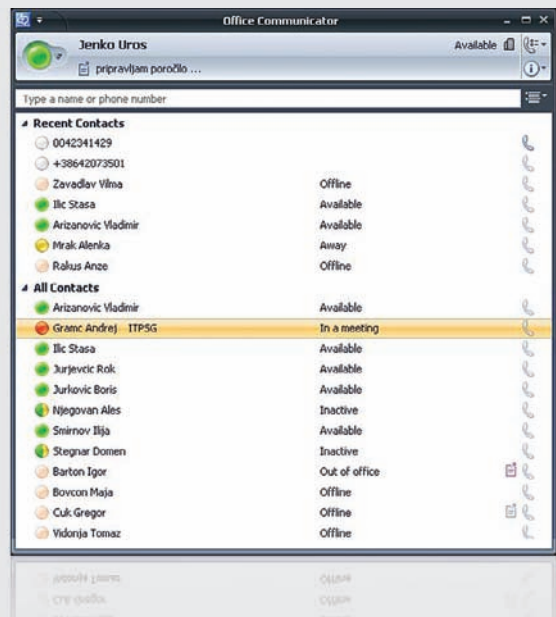 Office Communicator
Jenko Uros Available
pripravljam poročilo ...
Type a name or phone number
Recent Contacts
0042341429
+38642073501
Zavadlav Vilma Offline
Ilic Stasa Available
Arizanovic Vladimir Available
Mrak Alenka Away
Rakus Anze Offline
All Contacts
Arizanovic Vladimir Available
Gramc Andrej ITPSG In a meeting
Ilic Stasa Available
Jurjevcic Rok Available
Jurkovic Boris Available
Njegovan Ales Inactive
Smirnov Ilija Available
Stegnar Domen Inactive
Barton Igor Out of office
Bovcon Maja Offline
Cuk Gregor Offline
Vidonja Tomaz Offline